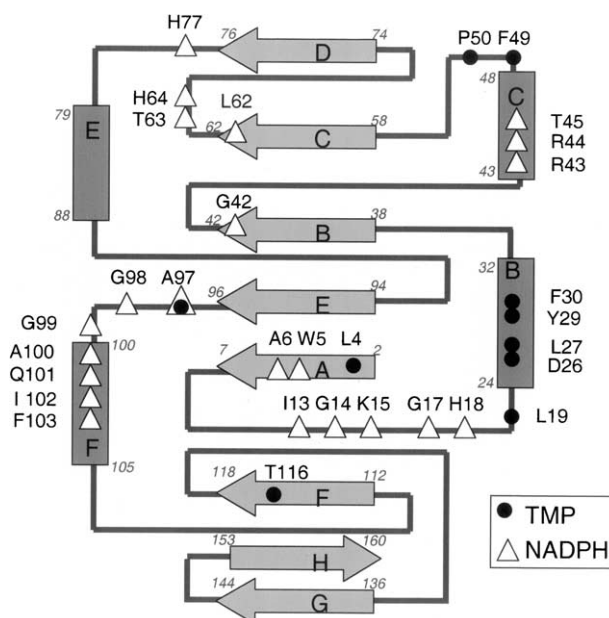 H77
76
74
D
P50 F49
48
H64
L62
T63
62
58
C
C
T45
R44
R43
43
79
E
88
G42
42
38
B
32
B
F30
Y29
L27
D26
24
G98
A97
96
94
E
G99
A100
100
Q101
I 102
F103
F
105
7
A6 W5 L4
2
A
I13 G14 K15 G17 H18
L19
118
T116
112
F
153
160
H
144
136
G
TMP
NADPH